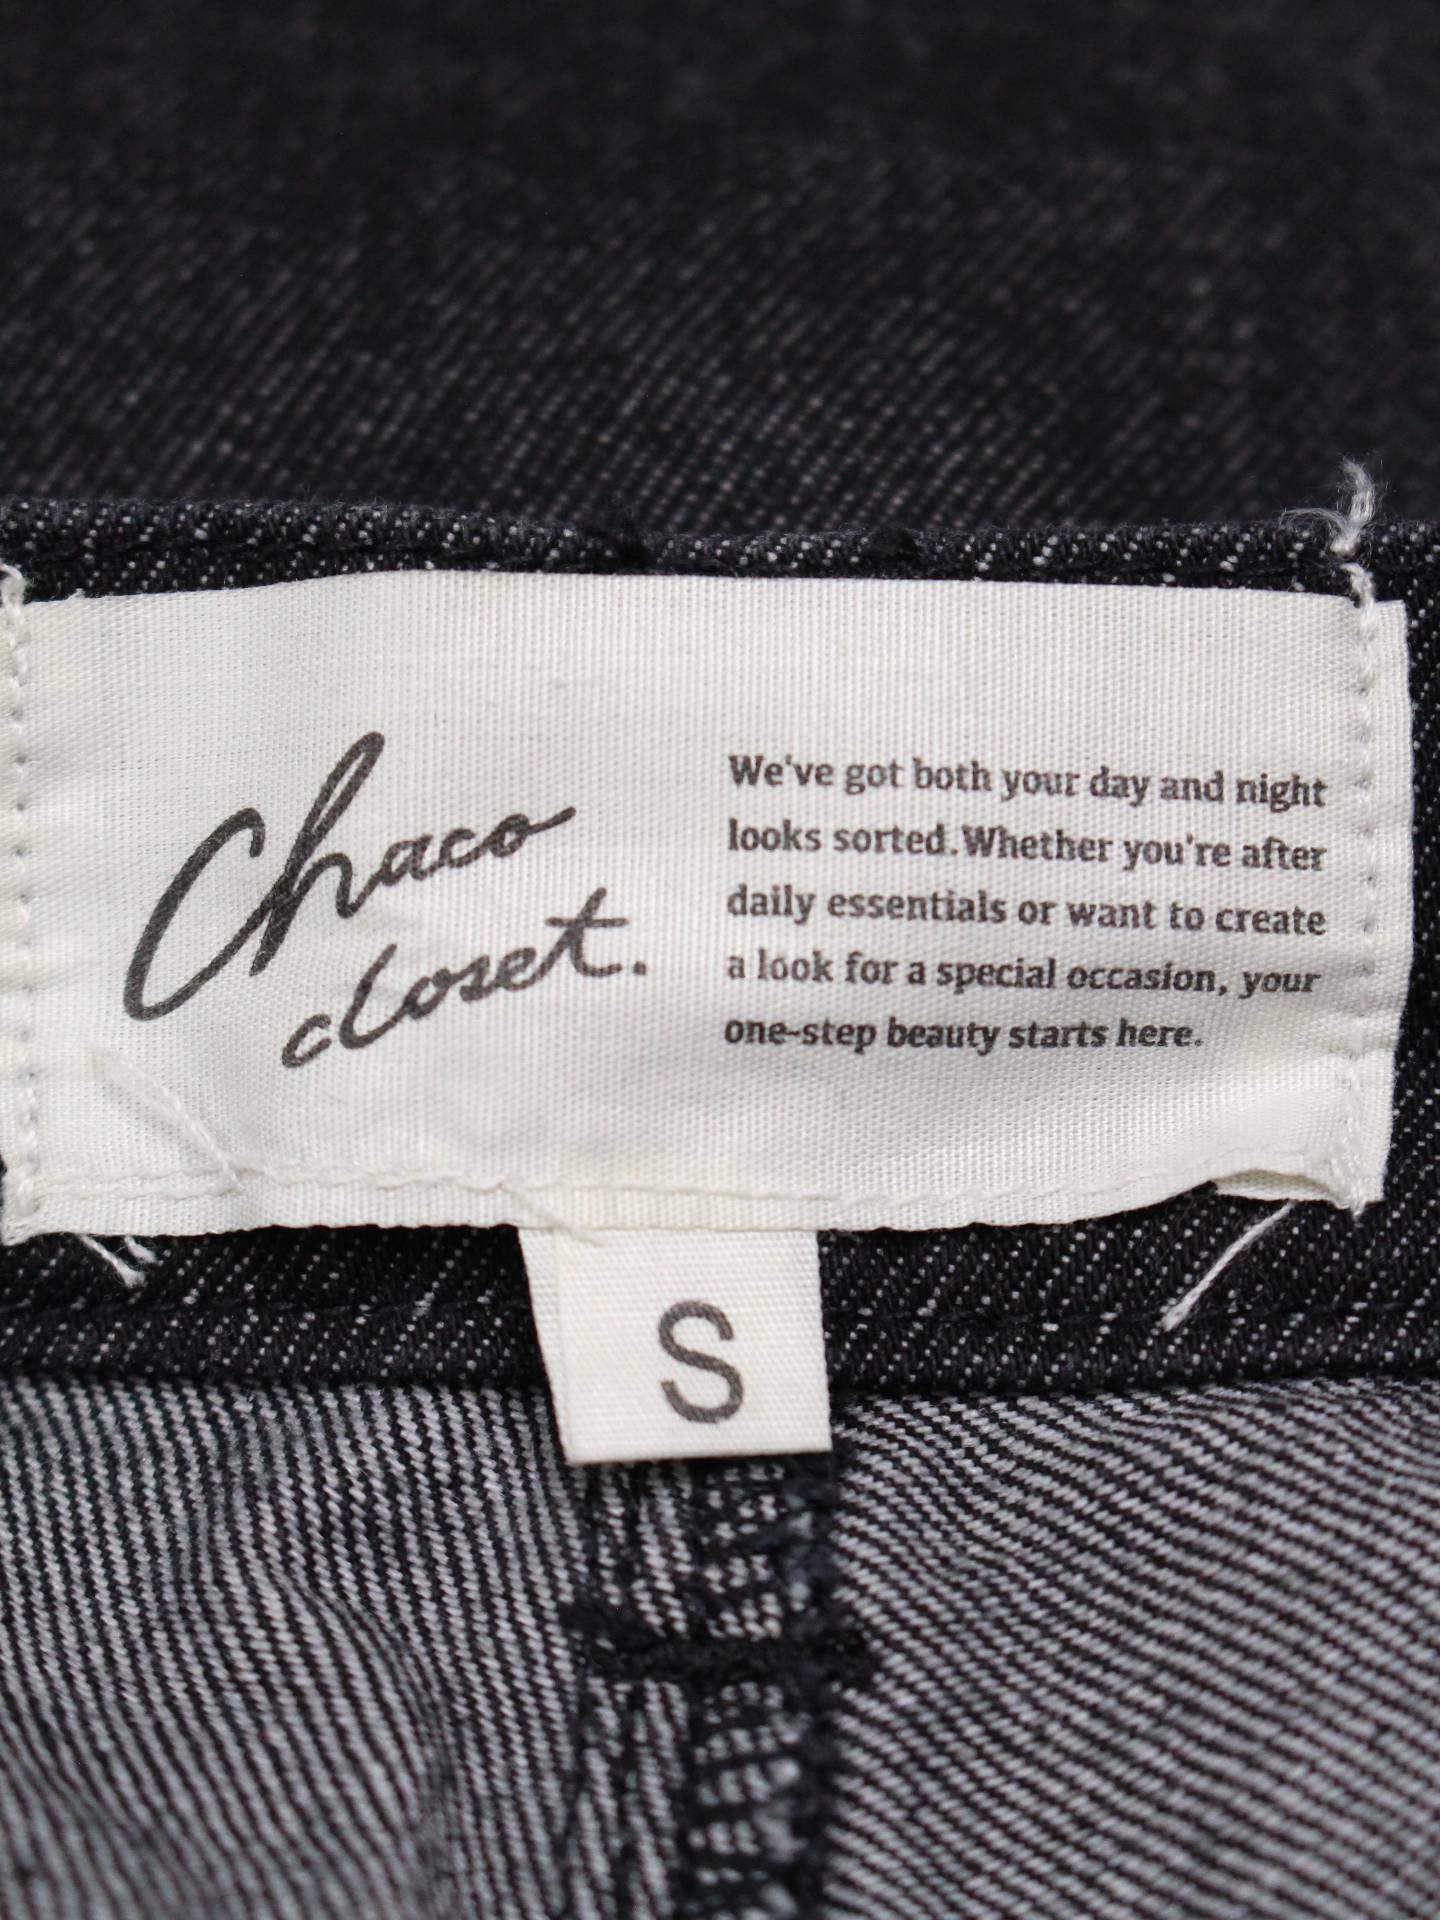 Chaco
closet.
We've got both your day and night
looks sorted.Whether you're after
daily essentials or want to create
a look for a special occasion, your
one-step beauty starts here.
S